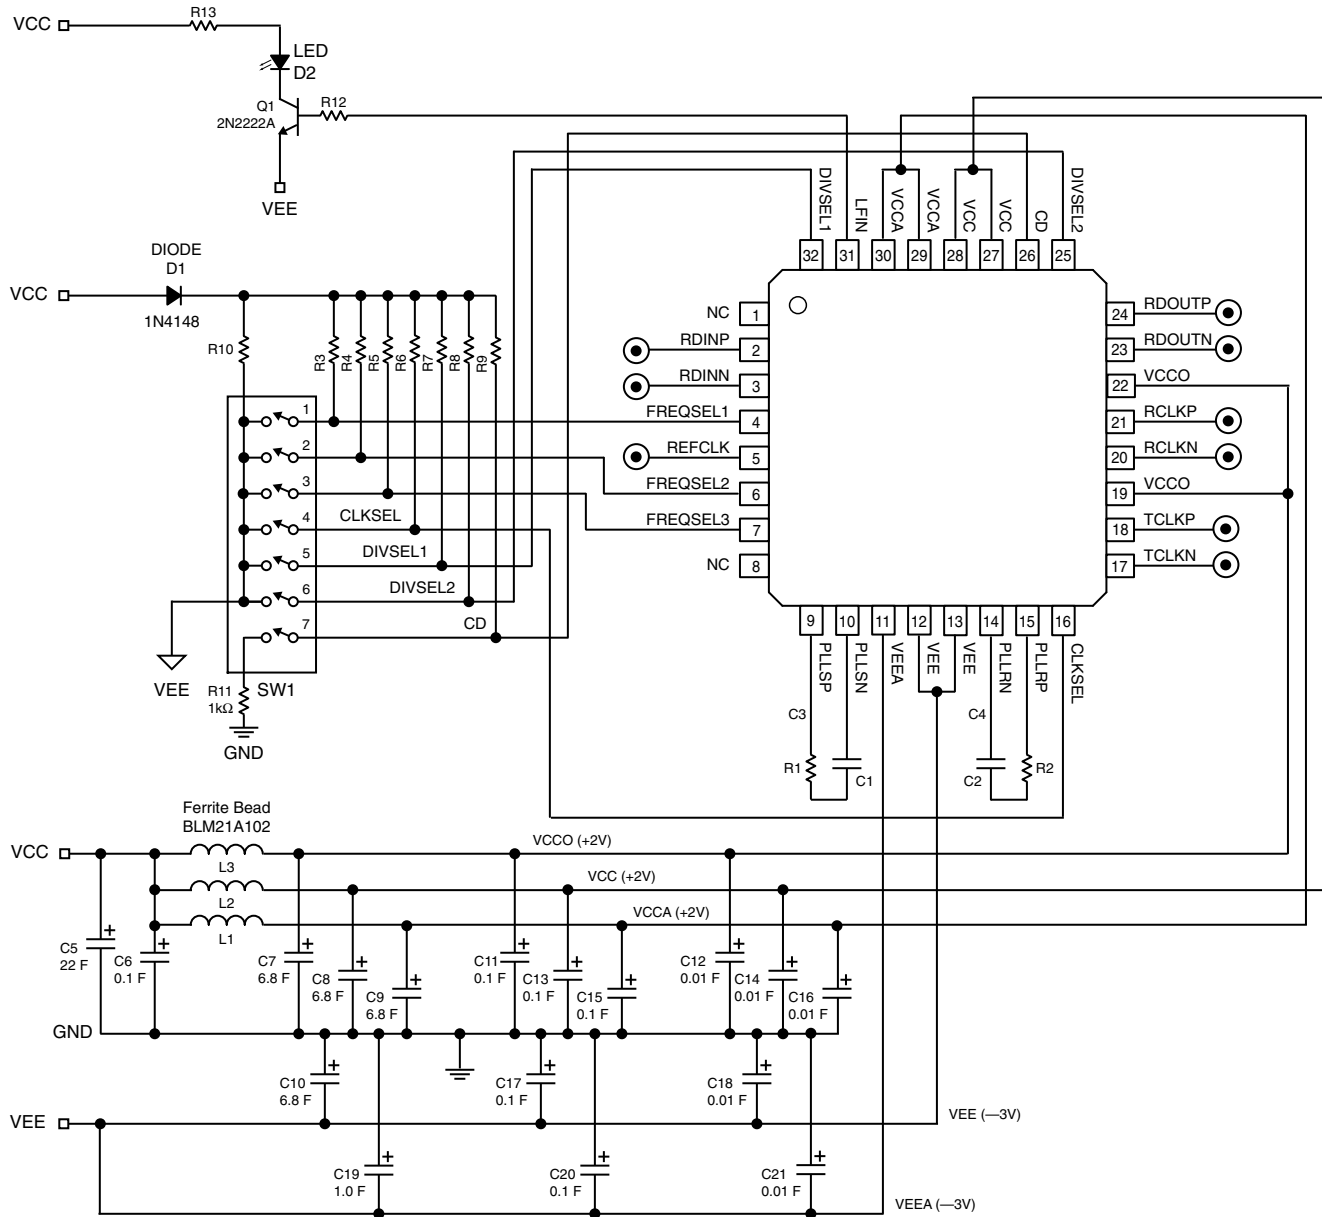 VCC
R13
LED
D2
Q1
2N2222A
R12
VEE
DIODE
D1
VCC
1N4148
R10
R3
R4
R5
R6
R7
R8
R9
1
2
3
4
5
6
7
CLKSEL
DIVSEL1
DIVSEL2
CD
VEE
R11
1kΩ
SW1
GND
DIVSEL1
LFIN
VCCA
VCCA
VCC
VCC
CD
DIVSEL2
32
31
30
29
28
27
26
25
NC
1
RDINP
2
RDINN
3
FREQSEL1
4
REFCLK
5
FREQSEL2
6
FREQSEL3
7
NC
8
24
RDOUTP
23
RDOUTN
22
VCCO
21
RCLKP
20
RCLKN
19
VCCO
18
TCLKP
17
TCLKN
9
10
11
12
13
14
15
16
PLLSP
PLLSN
VEEA
VEE
VEE
PLLRN
PLLRP
CLKSEL
C3
C4
R1
C1
C2
R2
Ferrite Bead
BLM21A102
VCC
L3
L2
L1
VCCO (+2V)
VCC (+2V)
VCCA (+2V)
C5
22 F
C6
0.1 F
C7
6.8 F
C8
6.8 F
C9
6.8 F
C11
0.1 F
C13
0.1 F
C15
0.1 F
C12
0.01 F
C14
0.01 F
C16
0.01 F
GND
C10
6.8 F
C17
0.1 F
C18
0.01 F
VEE
VEE (—3V)
C19
1.0 F
C20
0.1 F
C21
0.01 F
VEEA (—3V)